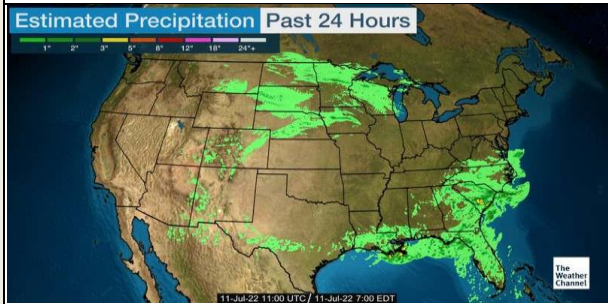 Estimated Precipitation Past 24 Hours
1" 2" 3" 5" 8" 12" 18" 24"+
The
Weather
Channel
11-Jul-22 11:00 UTC / 11-Jul-22 7:00 EDT